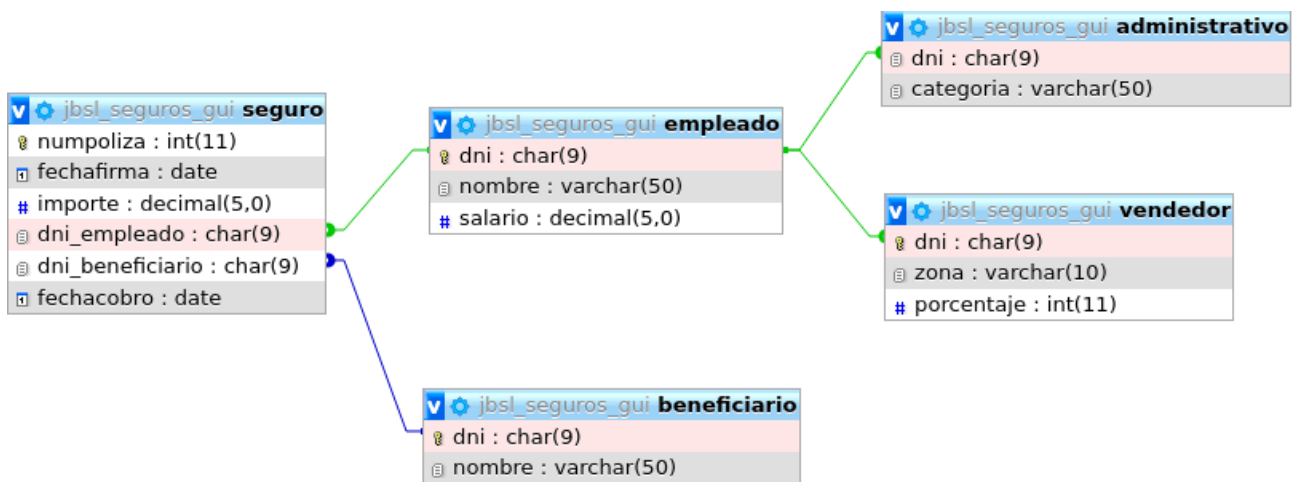 jbsl_seguros_gui seguro
numpoliza : int(11)
fechafirma : date
importe : decimal(5,0)
dni_empleado : char(9)
dni_beneficiario : char(9)
fechacobro : date
jbsl_seguros_gui empleado
dni : char(9)
nombre : varchar(50)
salario : decimal(5,0)
jbsl_seguros_gui administrativo
dni : char(9)
categoria : varchar(50)
jbsl_seguros_gui vendedor
dni : char(9)
zona : varchar(10)
porcentaje : int(11)
jbsl_seguros_gui beneficiario
dni : char(9)
nombre : varchar(50)